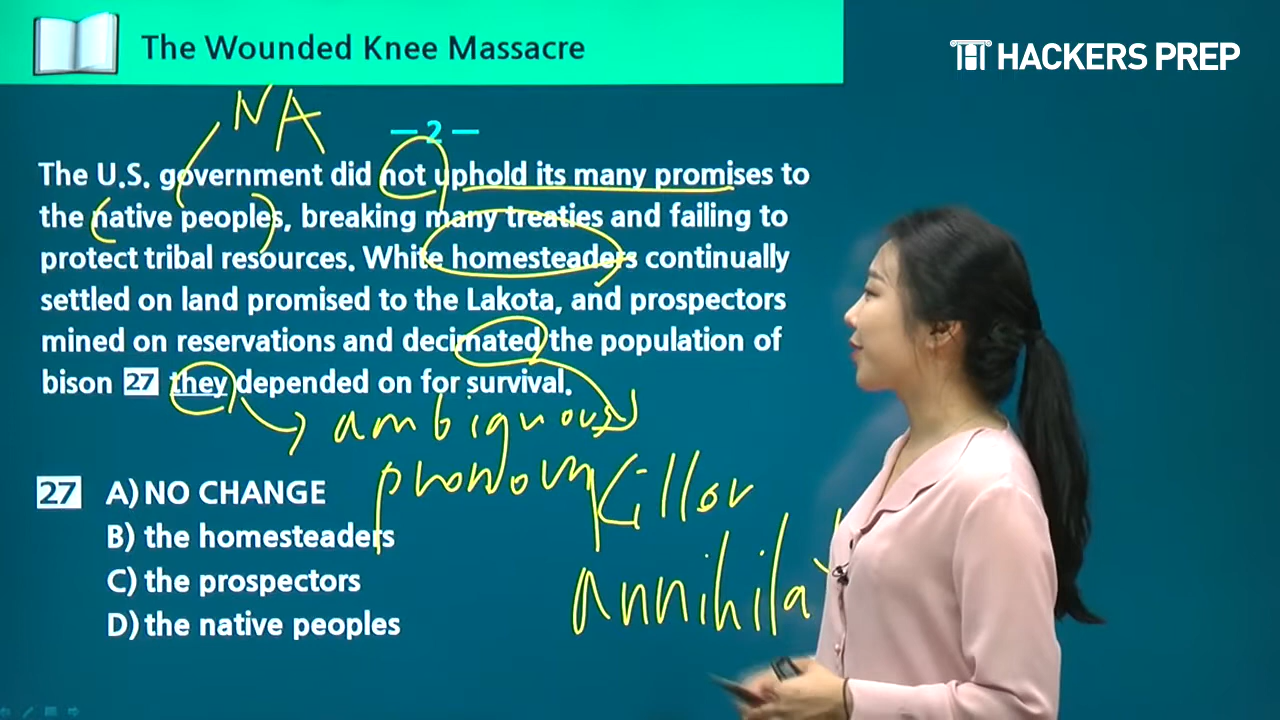 The Wounded Knee Massacre
HACKERS PREP
NA
— 2 —
The U.S. government did not uphold its many promises to
the native peoples, breaking many treaties and failing to
protect tribal resources. White homesteaders continually
settled on land promised to the Lakota, and prospectors
mined on reservations and decimated the population of
bison 27 they depended on for survival.
ambiguous
pronoun
killer
annihila
27 A) NO CHANGE
B) the homesteaders
C) the prospectors
D) the native peoples